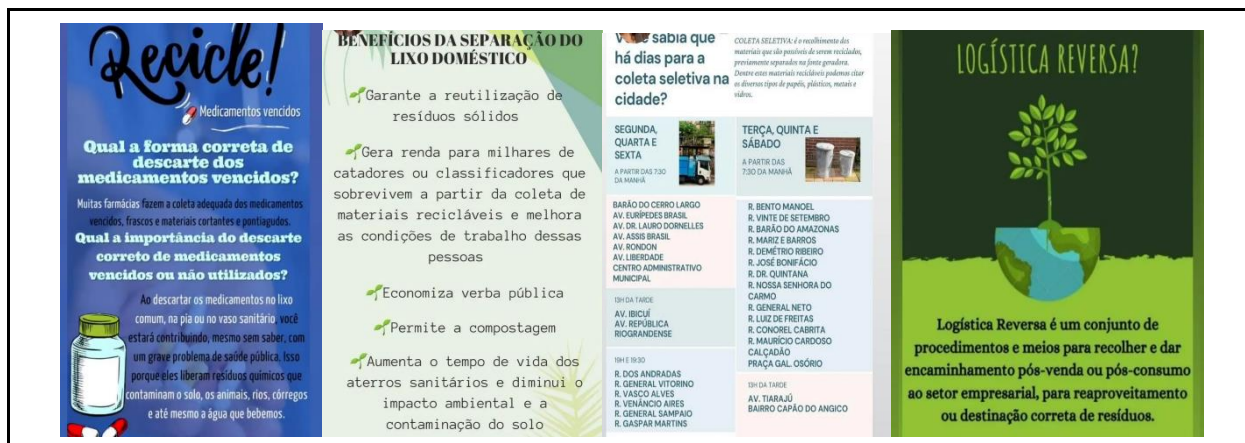 Recicle!
Medicamentos vencidos
Qual a forma correta de
descarte dos
medicamentos vencidos?
Muitas farmácias fazem a coleta adequada dos medicamentos
vencidos, frascos e materiais cortantes e pontiagudos.
Qual a importância do descarte
correto de medicamentos
vencidos ou não utilizados?
Ao descartar os medicamentos no lixo
comum, na pia ou no vaso sanitário você
estará contribuindo, mesmo sem saber, com
um grave problema de saúde pública. Isso
porque eles liberam resíduos químicos que
contaminam o solo, os animais, rios, córregos
e até mesmo a água que bebemos.
BENEFÍCIOS DA SEPARAÇÃO DO
LIXO DOMÉSTICO
Garante a reutilização de
resíduos sólidos
Gera renda para milhares de
catadores ou classificadores que
sobrevivem a partir da coleta de
materiais recicláveis e melhora
as condições de trabalho dessas
pessoas
Economiza verba pública
Permite a compostagem
Aumenta o tempo de vida dos
aterros sanitários e diminui o
impacto ambiental e a
contaminação do solo
sabia que
há dias para a
coleta seletiva na
cidade?
COLETA SELETIVA: é o recolhimento dos
materiais que são possíveis de serem reciclados,
previamente separados na fonte geradora.
Dentre estes materiais recicláveis podemos citar
os diversos tipos de papéis, plásticos, metais e
vidros.
SEGUNDA,
QUARTA E
SEXTA
A PARTIR DAS 7:30
DA MANHÃ
BARÃO DO CERRO LARGO
AV. EURÍPEDES BRASIL
AV. DR. LAURO DORNELLES
AV. ASSIS BRASIL
AV. RONDON
AV. LIBERDADE
CENTRO ADMINISTRATIVO
MUNICIPAL
13H DA TARDE
AV. IBICUÍ
AV. REPÚBLICA
RIOGRANDENSE
19H E 19:30
R. DOS ANDRADAS
R. GENERAL VITORINO
R. VASCO ALVES
R. VENÂNCIO AIRES
R. GENERAL SAMPAIO
R. GASPAR MARTINS
TERÇA, QUINTA E
SÁBADO
A PARTIR DAS
7:30 DA MANHÃ
R. BENTO MANOEL
R. VINTE DE SETEMBRO
R. BARÃO DO AMAZONAS
R. MARIZ E BARROS
R. DEMÉTRIO RIBEIRO
R. JOSÉ BONIFÁCIO
R. DR. QUINTANA
R. NOSSA SENHORA DO
CARMO
R. GENERAL NETO
R. LUIZ DE FREITAS
R. CONOREL CABRITA
R. MAURÍCIO CARDOSO
CALÇADÃO
PRAÇA GAL. OSÓRIO
13H DA TARDE
AV. TIARAJÚ
BAIRRO CAPÃO DO ANGICO
LOGÍSTICA REVERSA?
Logística Reversa é um conjunto de
procedimentos e meios para recolher e dar
encaminhamento pós-venda ou pós-consumo
ao setor empresarial, para reaproveitamento
ou destinação correta de resíduos.